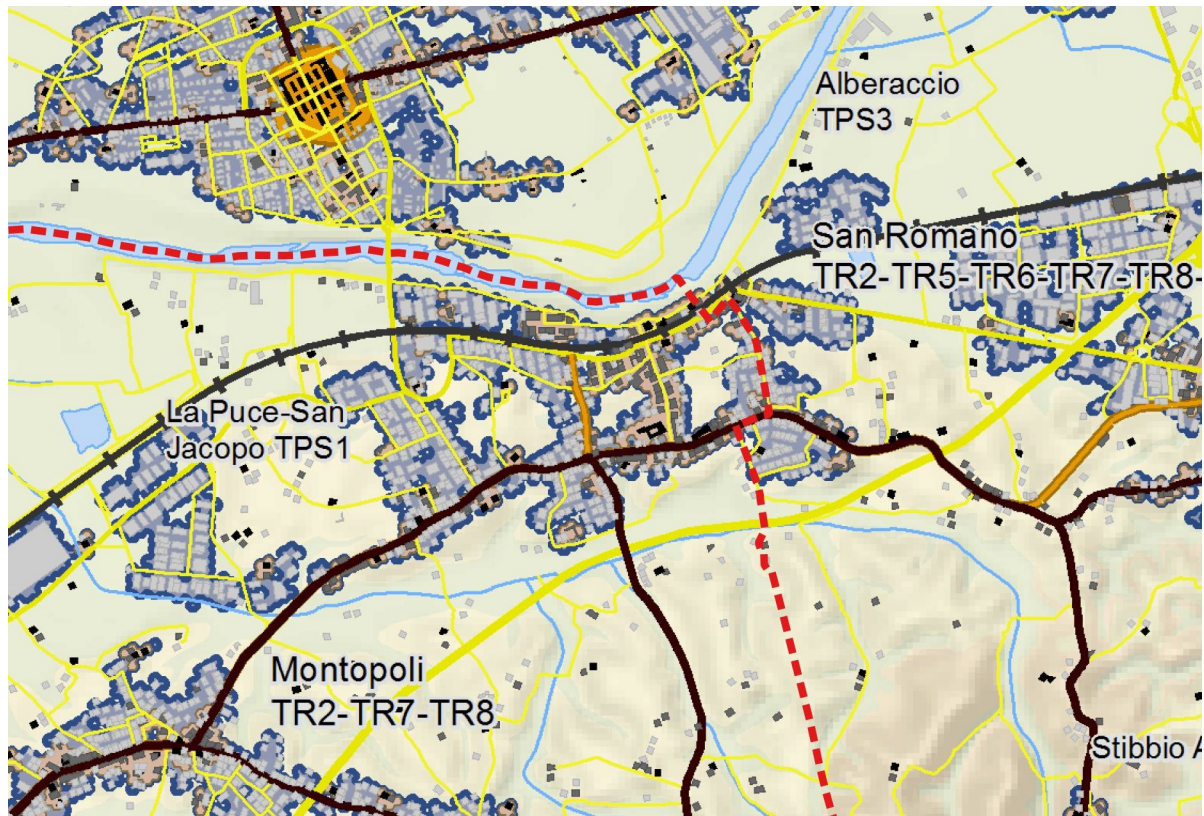 Alberaccio
TPS3
San Romano
TR2-TR5-TR6-TR7-TR8-
La Puce-San
Jacopo TPS1
Montopoli
TR2-TR7-TR8
Stibbio A